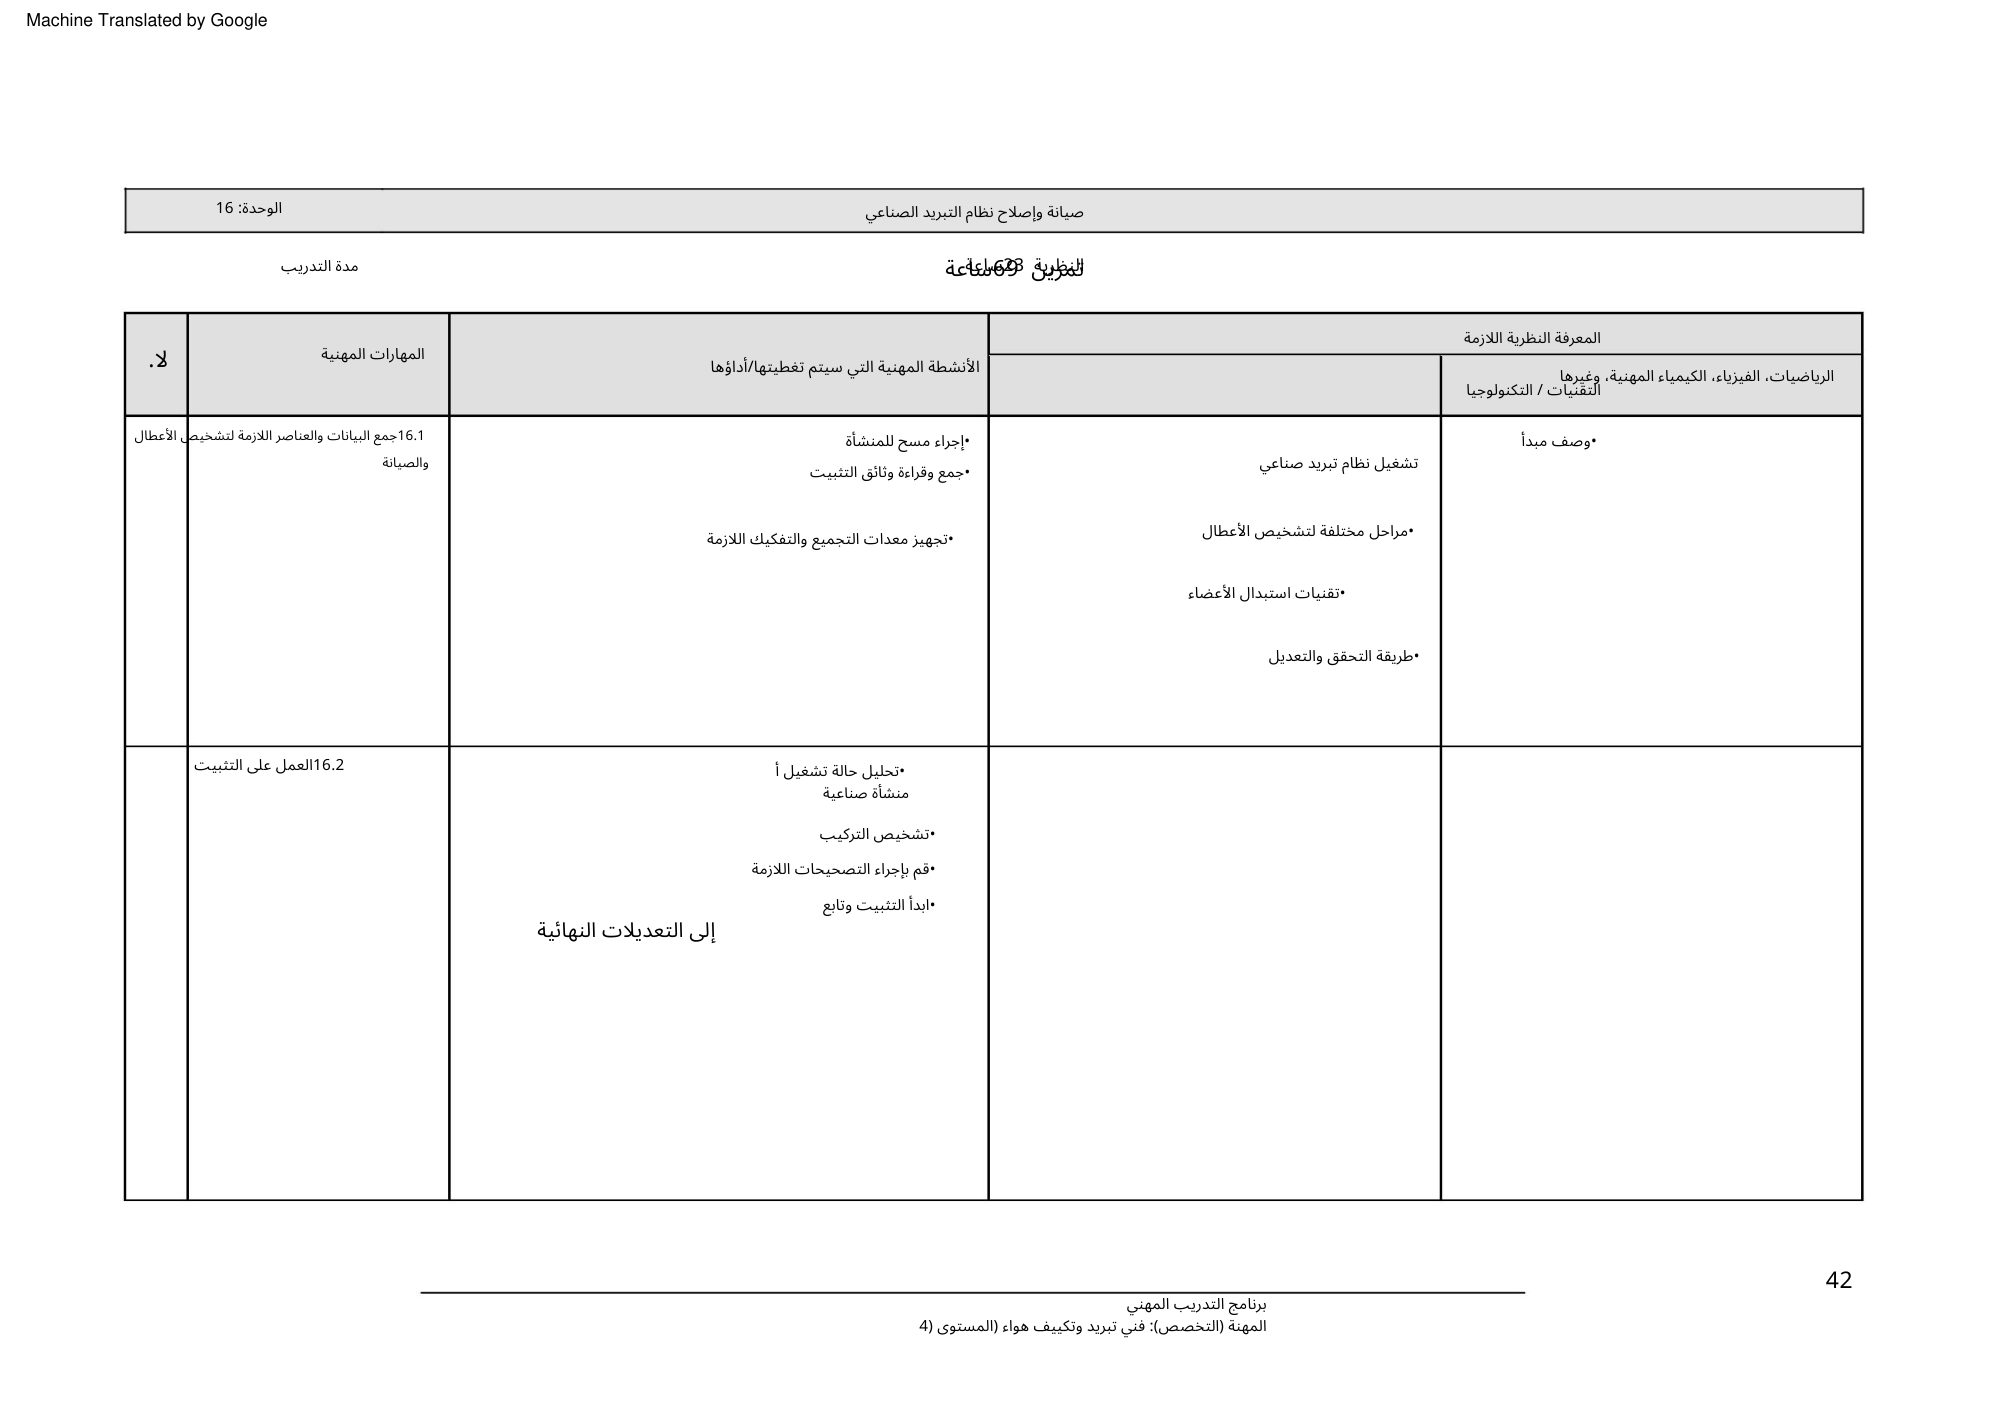 Machine Translated by Google
الوحدة: 16
صيانة وإصلاح نظام التبريد الصناعي
مدة التدريب
النظرية 23ساعة
تمرين 69ساعة
لا.
المهارات المهنية
الأنشطة المهنية التي سيتم تغطيتها/أداؤها
المعرفة النظرية اللازمة
الرياضيات، الفيزياء، الكيمياء المهنية، وغيرها
التقنيات / التكنولوجيا
16.1جمع البيانات والعناصر اللازمة لتشخيص الأعطال
والصيانة
•إجراء مسح للمنشأة
•جمع وقراءة وثائق التثبيت
•تجهيز معدات التجميع والتفكيك اللازمة
•وصف مبدأ
تشغيل نظام تبريد صناعي
•مراحل مختلفة لتشخيص الأعطال
•تقنيات استبدال الأعضاء
•طريقة التحقق والتعديل
16.2العمل على التثبيت
•تحليل حالة تشغيل أ
منشأة صناعية
•تشخيص التركيب
•قم بإجراء التصحيحات اللازمة
•ابدأ التثبيت وتابع
إلى التعديلات النهائية
42
برنامج التدريب المهني
المهنة (التخصص): فني تبريد وتكييف هواء (المستوى 4)